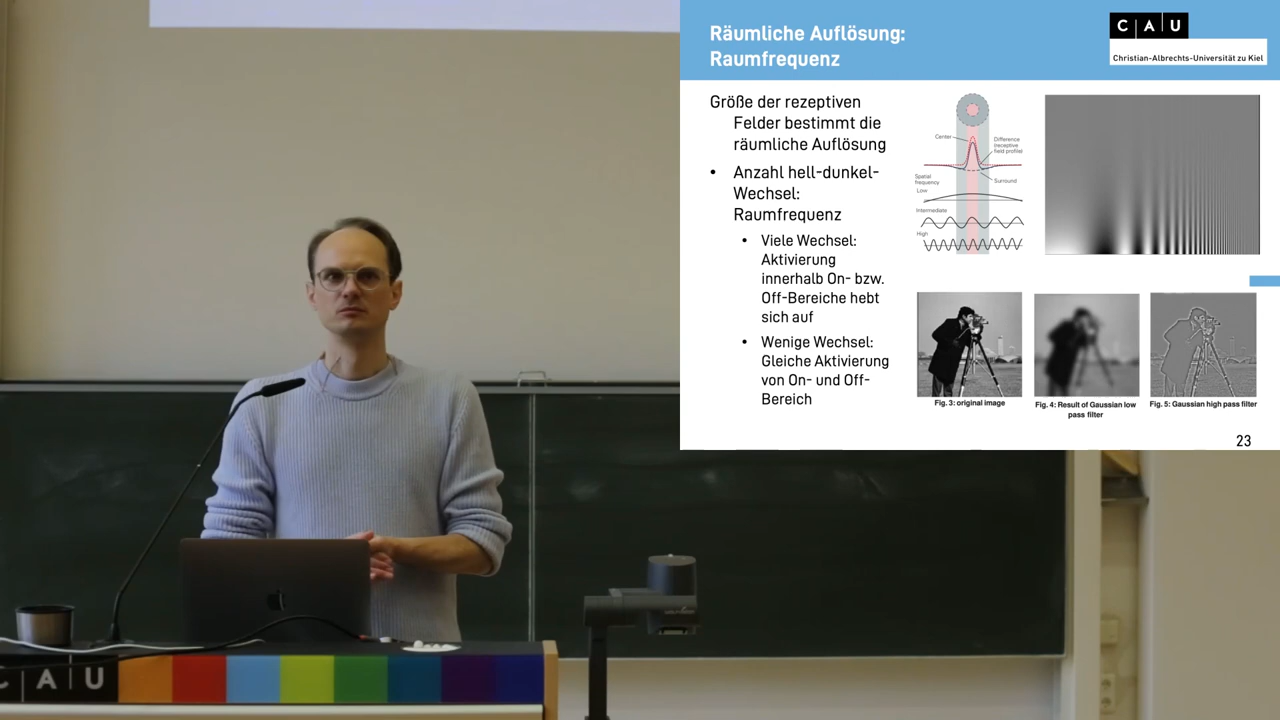 Räumliche Auflösung:
Raumfrequenz
C A U
Christian-Albrechts-Universität zu Kiel
Größe der rezeptiven
Felder bestimmt die
räumliche Auflösung
• Anzahl hell-dunkel-
Wechsel:
Raumfrequenz
• Viele Wechsel:
Aktivierung
innerhalb On- bzw.
Off-Bereiche hebt
sich auf
• Wenige Wechsel:
Gleiche Aktivierung
von On- und Off-
Bereich
Center
Difference
(receptive
field profile)
Surround
Spatial
frequency
Low
Intermediate
High
Fig. 3: original image
Fig. 4: Result of Gaussian low
pass filter
Fig. 5: Gaussian high pass filter
23
C A U